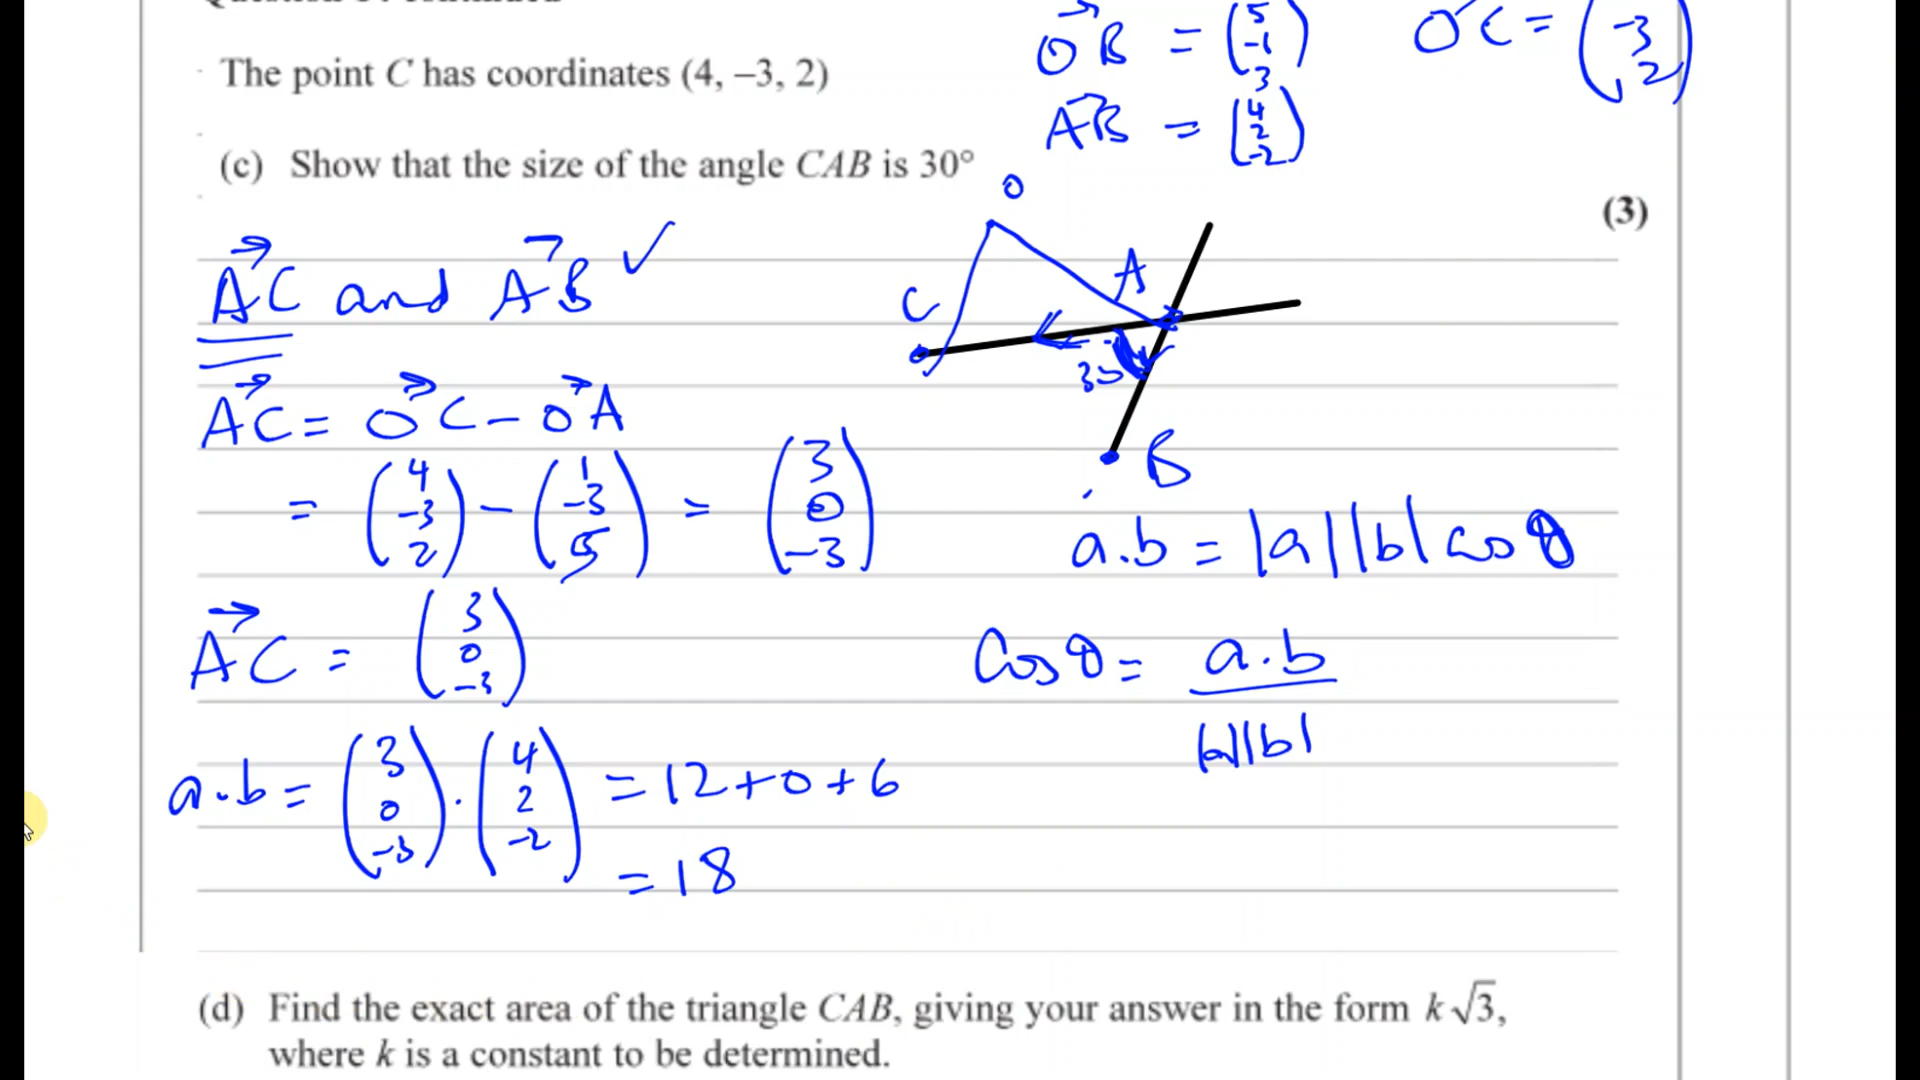 OB = (5 -1 3) OC = ( -3 2)
The point C has coordinates (4, –3, 2)
AB = (4 2 -2)
(c) Show that the size of the angle CAB is 30°
(3)
O
A
C
30
B
AC and AB ✓
AC = OC - OA
= (4 -3 2) - (1 -3 5) = (3 0 -3)
a.b = |a||b| cos θ
AC = (3 0 -3)
Cos θ = a.b / |a||b|
a.b = (3 0 -3) . (4 2 -2) = 12+0+6
= 18
(d) Find the exact area of the triangle CAB, giving your answer in the form k√3,
where k is a constant to be determined.